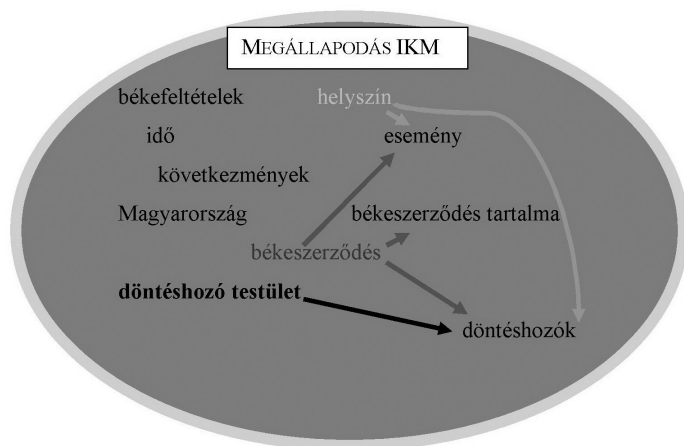 MEGÁLLAPODÁS IKM
békefeltételek helyszín
idő esemény
következmények
Magyarország békeszerződés tartalma
békeszerződés
döntéshozó testület
döntéshozók